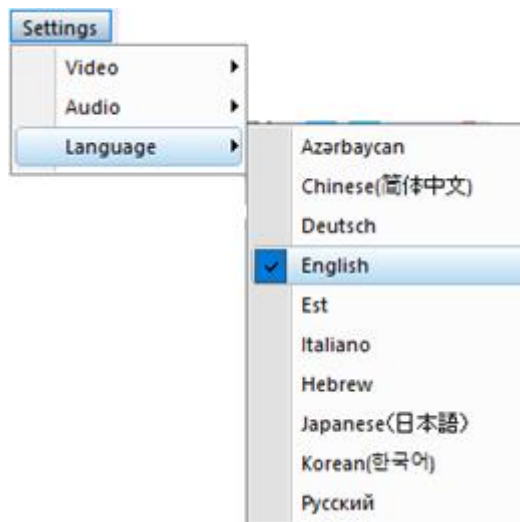 Settings
Video
Audio
Language
Azərbaycan
Chinese(简体中文)
Deutsch
English
Est
Italiano
Hebrew
Japanese(日本語)
Korean(한국어)
Русский